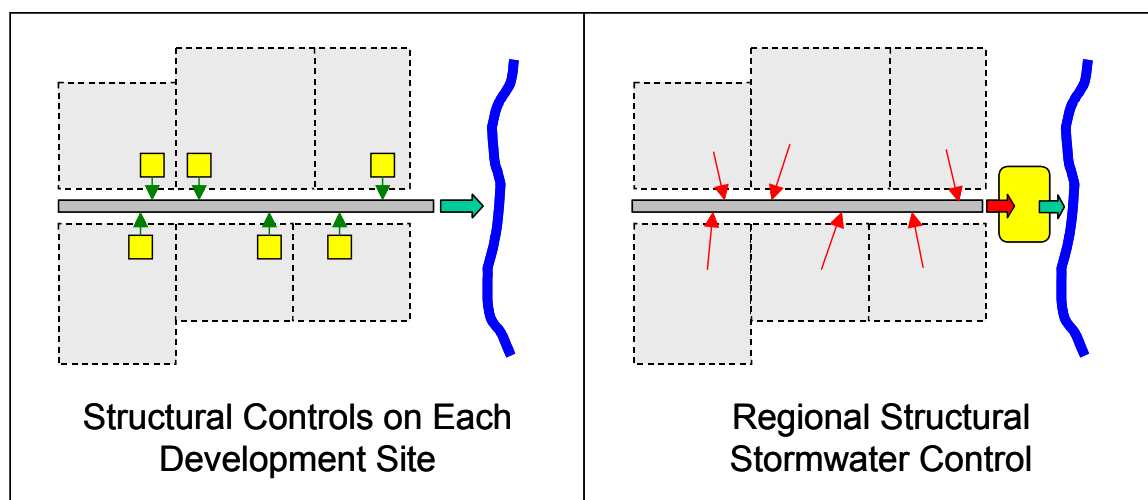 Structural Controls on Each
Development Site
Regional Structural
Stormwater Control